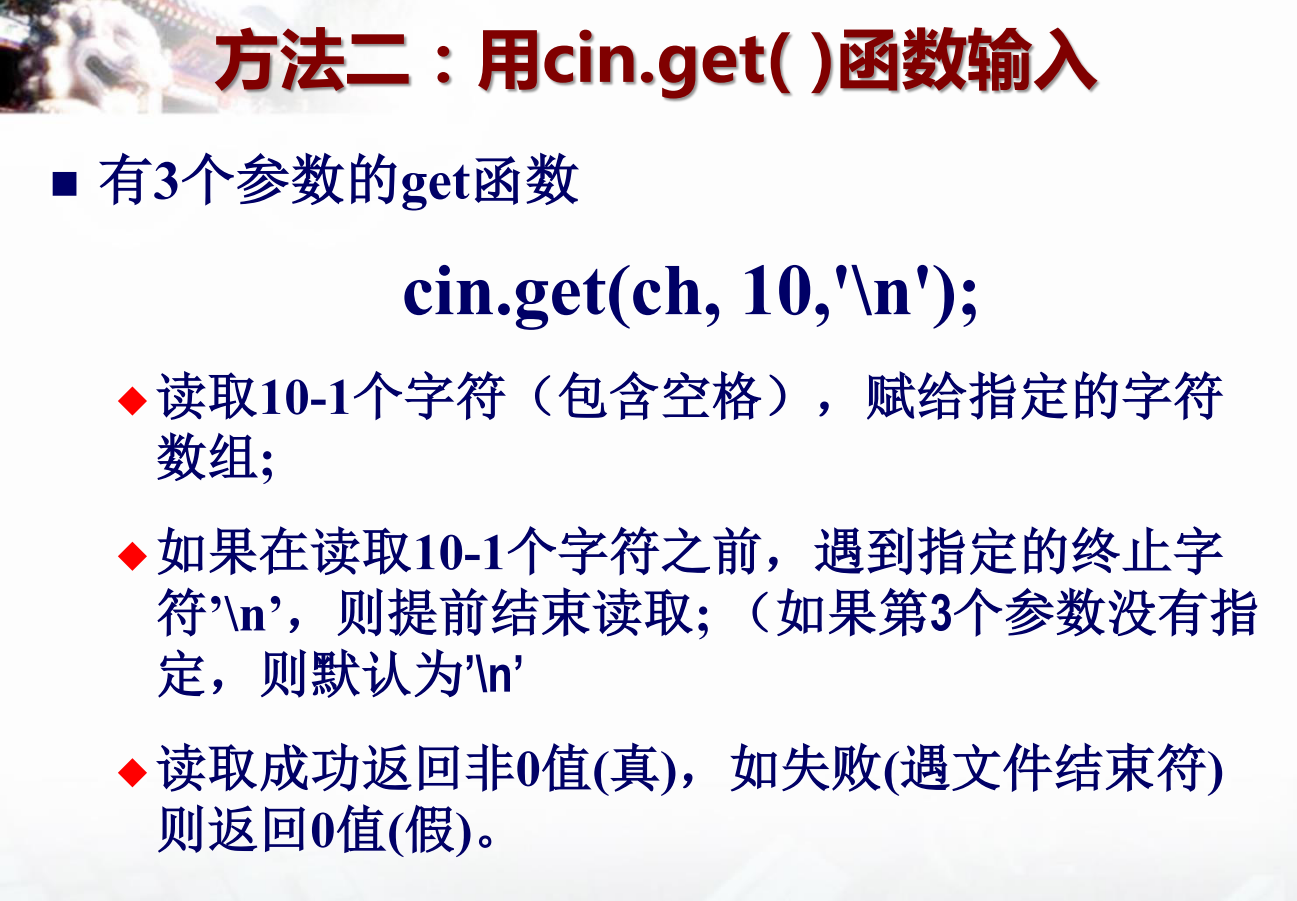 方法二：用cin.get( )函数输入
有3个参数的get函数
cin.get(ch, 10,'\n');
读取10-1个字符（包含空格），赋给指定的字符
数组;
如果在读取10-1个字符之前，遇到指定的终止字
符’\n’，则提前结束读取;（如果第3个参数没有指
定，则默认为’\n’
读取成功返回非0值(真)，如失败(遇文件结束符)
则返回0值(假)。